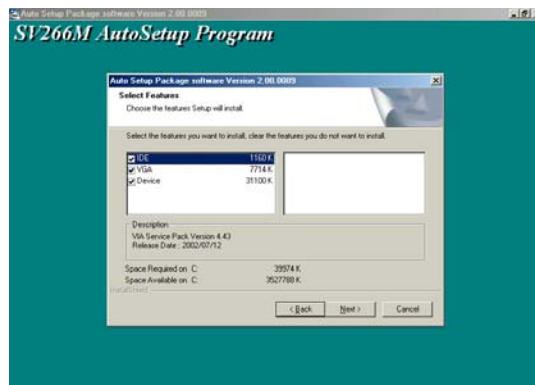 Auto Setup Package software Version 2.00.0009
SV266M AutoSetup Program
Auto Setup Package software Version 2.00.0009
Select Features
Choose the features Setup will install.
Select the features you want to install, clear the features you do not want to install.
IDE 1160 K
VGA 7714 K
Device 31100 K
Description
VIA Service Pack Version 4.43
Release Date : 2002/07/12
Space Required on C: 39974 K
Space Available on C: 3527788 K
InstallShield
< Back Next > Cancel